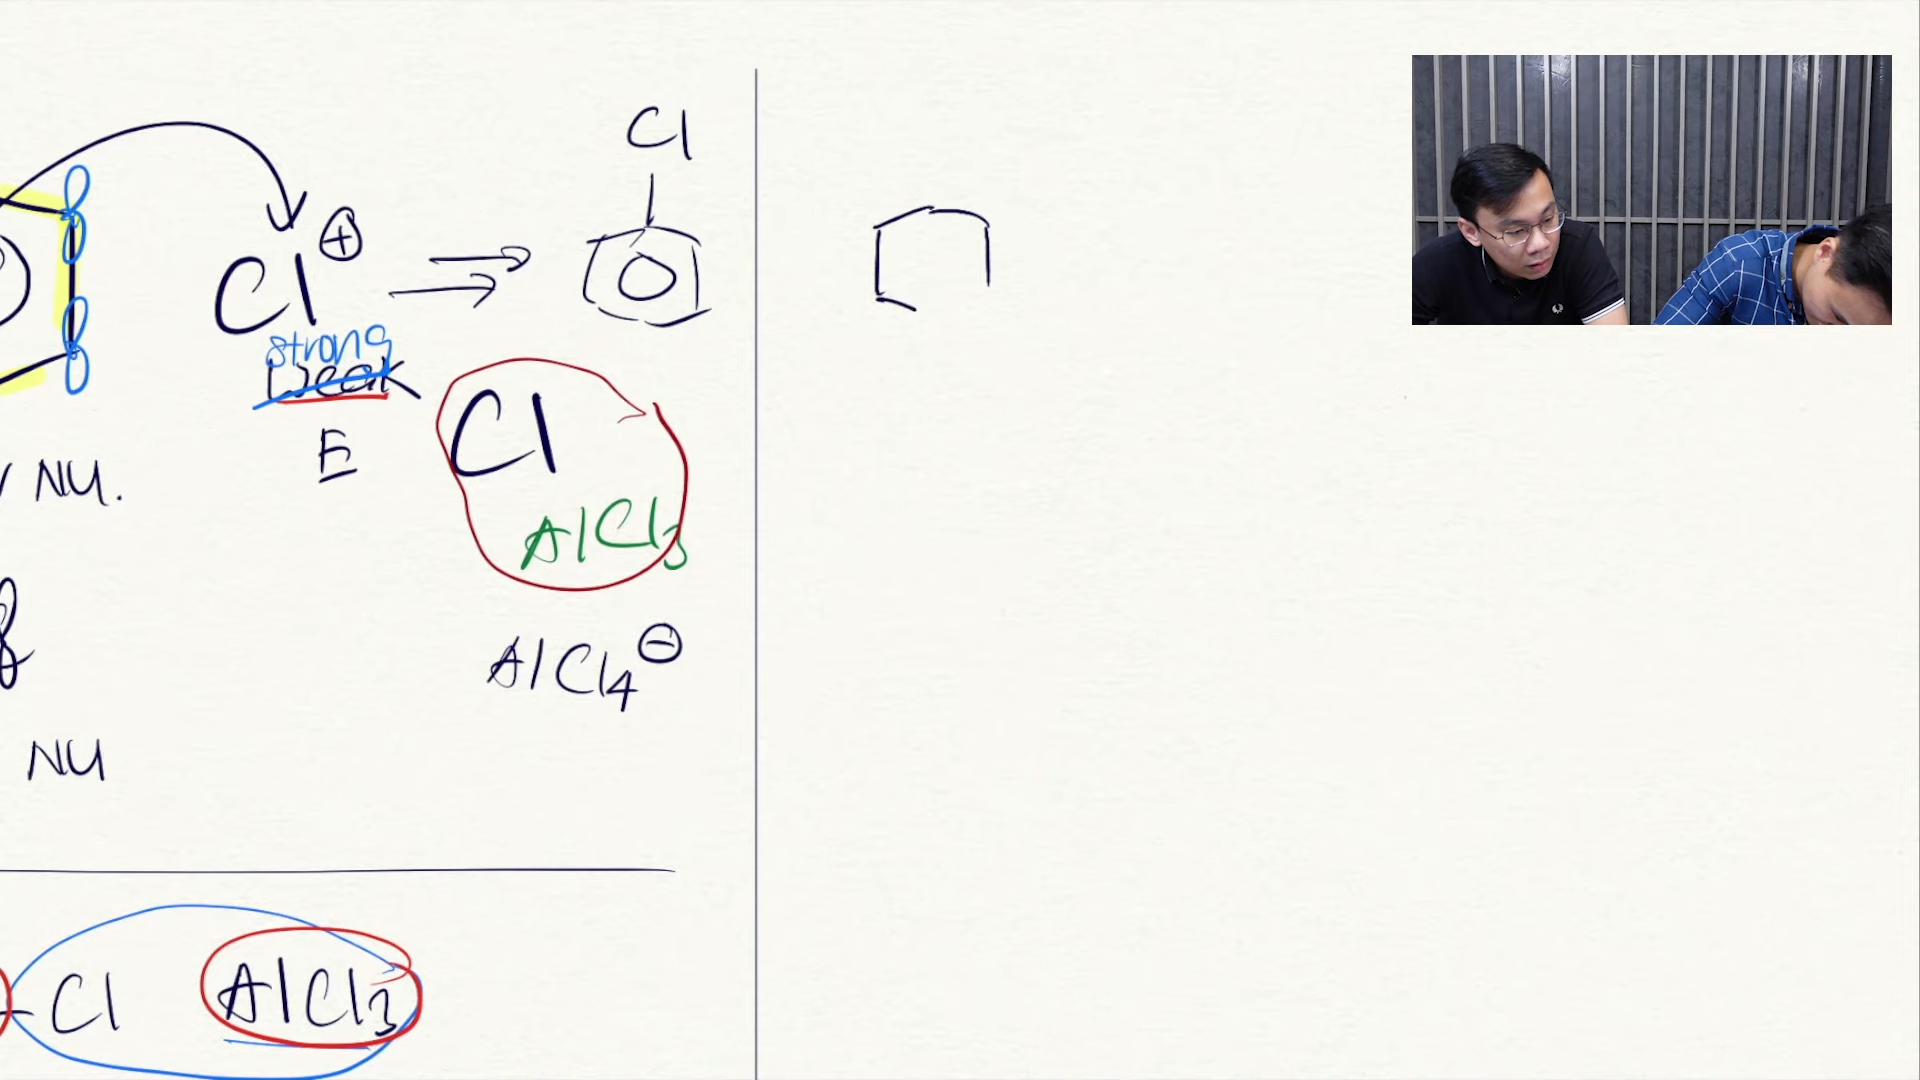 Cl
Cl⊕
strong
weak
E
Cl
AlCl₃
NU.
AlCl₄⊖
NU
Cl AlCl₃